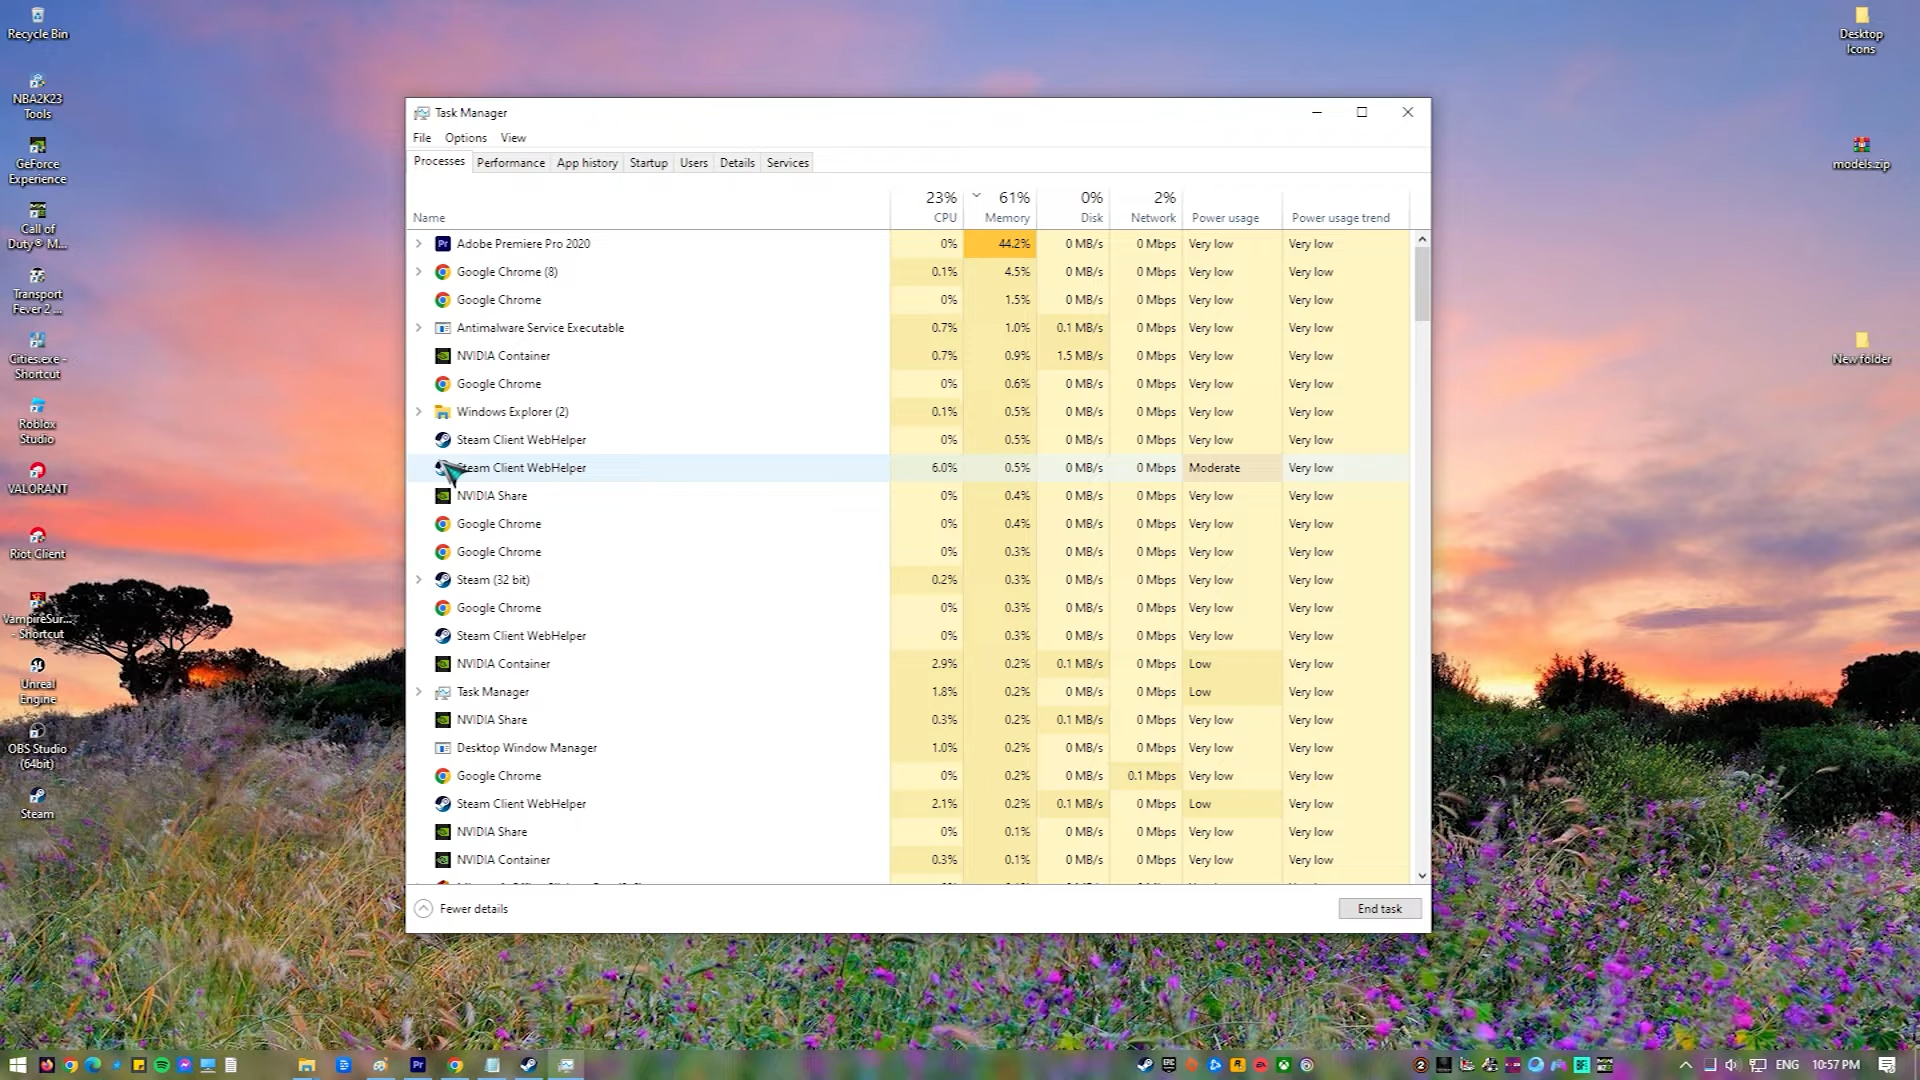 Recycle Bin
NBA2K23
Tools
GeForce
Experience
Call of
Duty® M...
Transport
Fever 2 ...
Cities.exe -
Shortcut
Roblox
Studio
VALORANT
Riot Client
VampireSur...
- Shortcut
Unreal
Engine
OBS Studio
(64bit)
Steam
Desktop
Icons
models.zip
New folder
Task Manager
File Options View
Processes Performance App history Startup Users Details Services
23% 61% 0% 2%
Name CPU Memory Disk Network Power usage Power usage trend
Adobe Premiere Pro 2020 0% 44.2% 0 MB/s 0 Mbps Very low Very low
Google Chrome (8) 0.1% 4.5% 0 MB/s 0 Mbps Very low Very low
Google Chrome 0% 1.5% 0 MB/s 0 Mbps Very low Very low
Antimalware Service Executable 0.7% 1.0% 0.1 MB/s 0 Mbps Very low Very low
NVIDIA Container 0.7% 0.9% 1.5 MB/s 0 Mbps Very low Very low
Google Chrome 0% 0.6% 0 MB/s 0 Mbps Very low Very low
Windows Explorer (2) 0.1% 0.5% 0 MB/s 0 Mbps Very low Very low
Steam Client WebHelper 0% 0.5% 0 MB/s 0 Mbps Very low Very low
Steam Client WebHelper 6.0% 0.5% 0 MB/s 0 Mbps Moderate Very low
NVIDIA Share 0% 0.4% 0 MB/s 0 Mbps Very low Very low
Google Chrome 0% 0.4% 0 MB/s 0 Mbps Very low Very low
Google Chrome 0% 0.3% 0 MB/s 0 Mbps Very low Very low
Steam (32 bit) 0.2% 0.3% 0 MB/s 0 Mbps Very low Very low
Google Chrome 0% 0.3% 0 MB/s 0 Mbps Very low Very low
Steam Client WebHelper 0% 0.3% 0 MB/s 0 Mbps Very low Very low
NVIDIA Container 2.9% 0.2% 0.1 MB/s 0 Mbps Low Very low
Task Manager 1.8% 0.2% 0 MB/s 0 Mbps Low Very low
NVIDIA Share 0.3% 0.2% 0.1 MB/s 0 Mbps Very low Very low
Desktop Window Manager 1.0% 0.2% 0 MB/s 0 Mbps Very low Very low
Google Chrome 0% 0.2% 0 MB/s 0.1 Mbps Very low Very low
Steam Client WebHelper 2.1% 0.2% 0.1 MB/s 0 Mbps Low Very low
NVIDIA Share 0% 0.1% 0 MB/s 0 Mbps Very low Very low
NVIDIA Container 0.3% 0.1% 0 MB/s 0 Mbps Very low Very low
Fewer details End task
ENG 10:57 PM